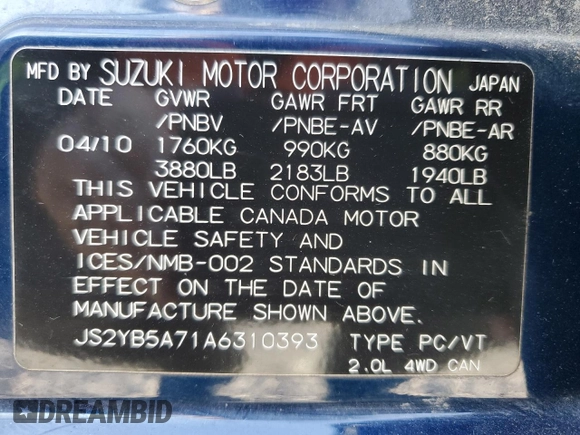 MFD BY SUZUKI MOTOR CORPORATION JAPAN
DATE GVWR GAWR FRT GAWR RR
/PNBV /PNBE-AV /PNBE-AR
04/10 1760KG 990KG 880KG
3880LB 2183LB 1940LB
THIS VEHICLE CONFORMS TO ALL
APPLICABLE CANADA MOTOR
VEHICLE SAFETY AND
ICES/NMB-002 STANDARDS IN
EFFECT ON THE DATE OF
MANUFACTURE SHOWN ABOVE.
JS2YB5A71A6310393 TYPE PC/VT
2.0L 4WD CAN
DREAMBID